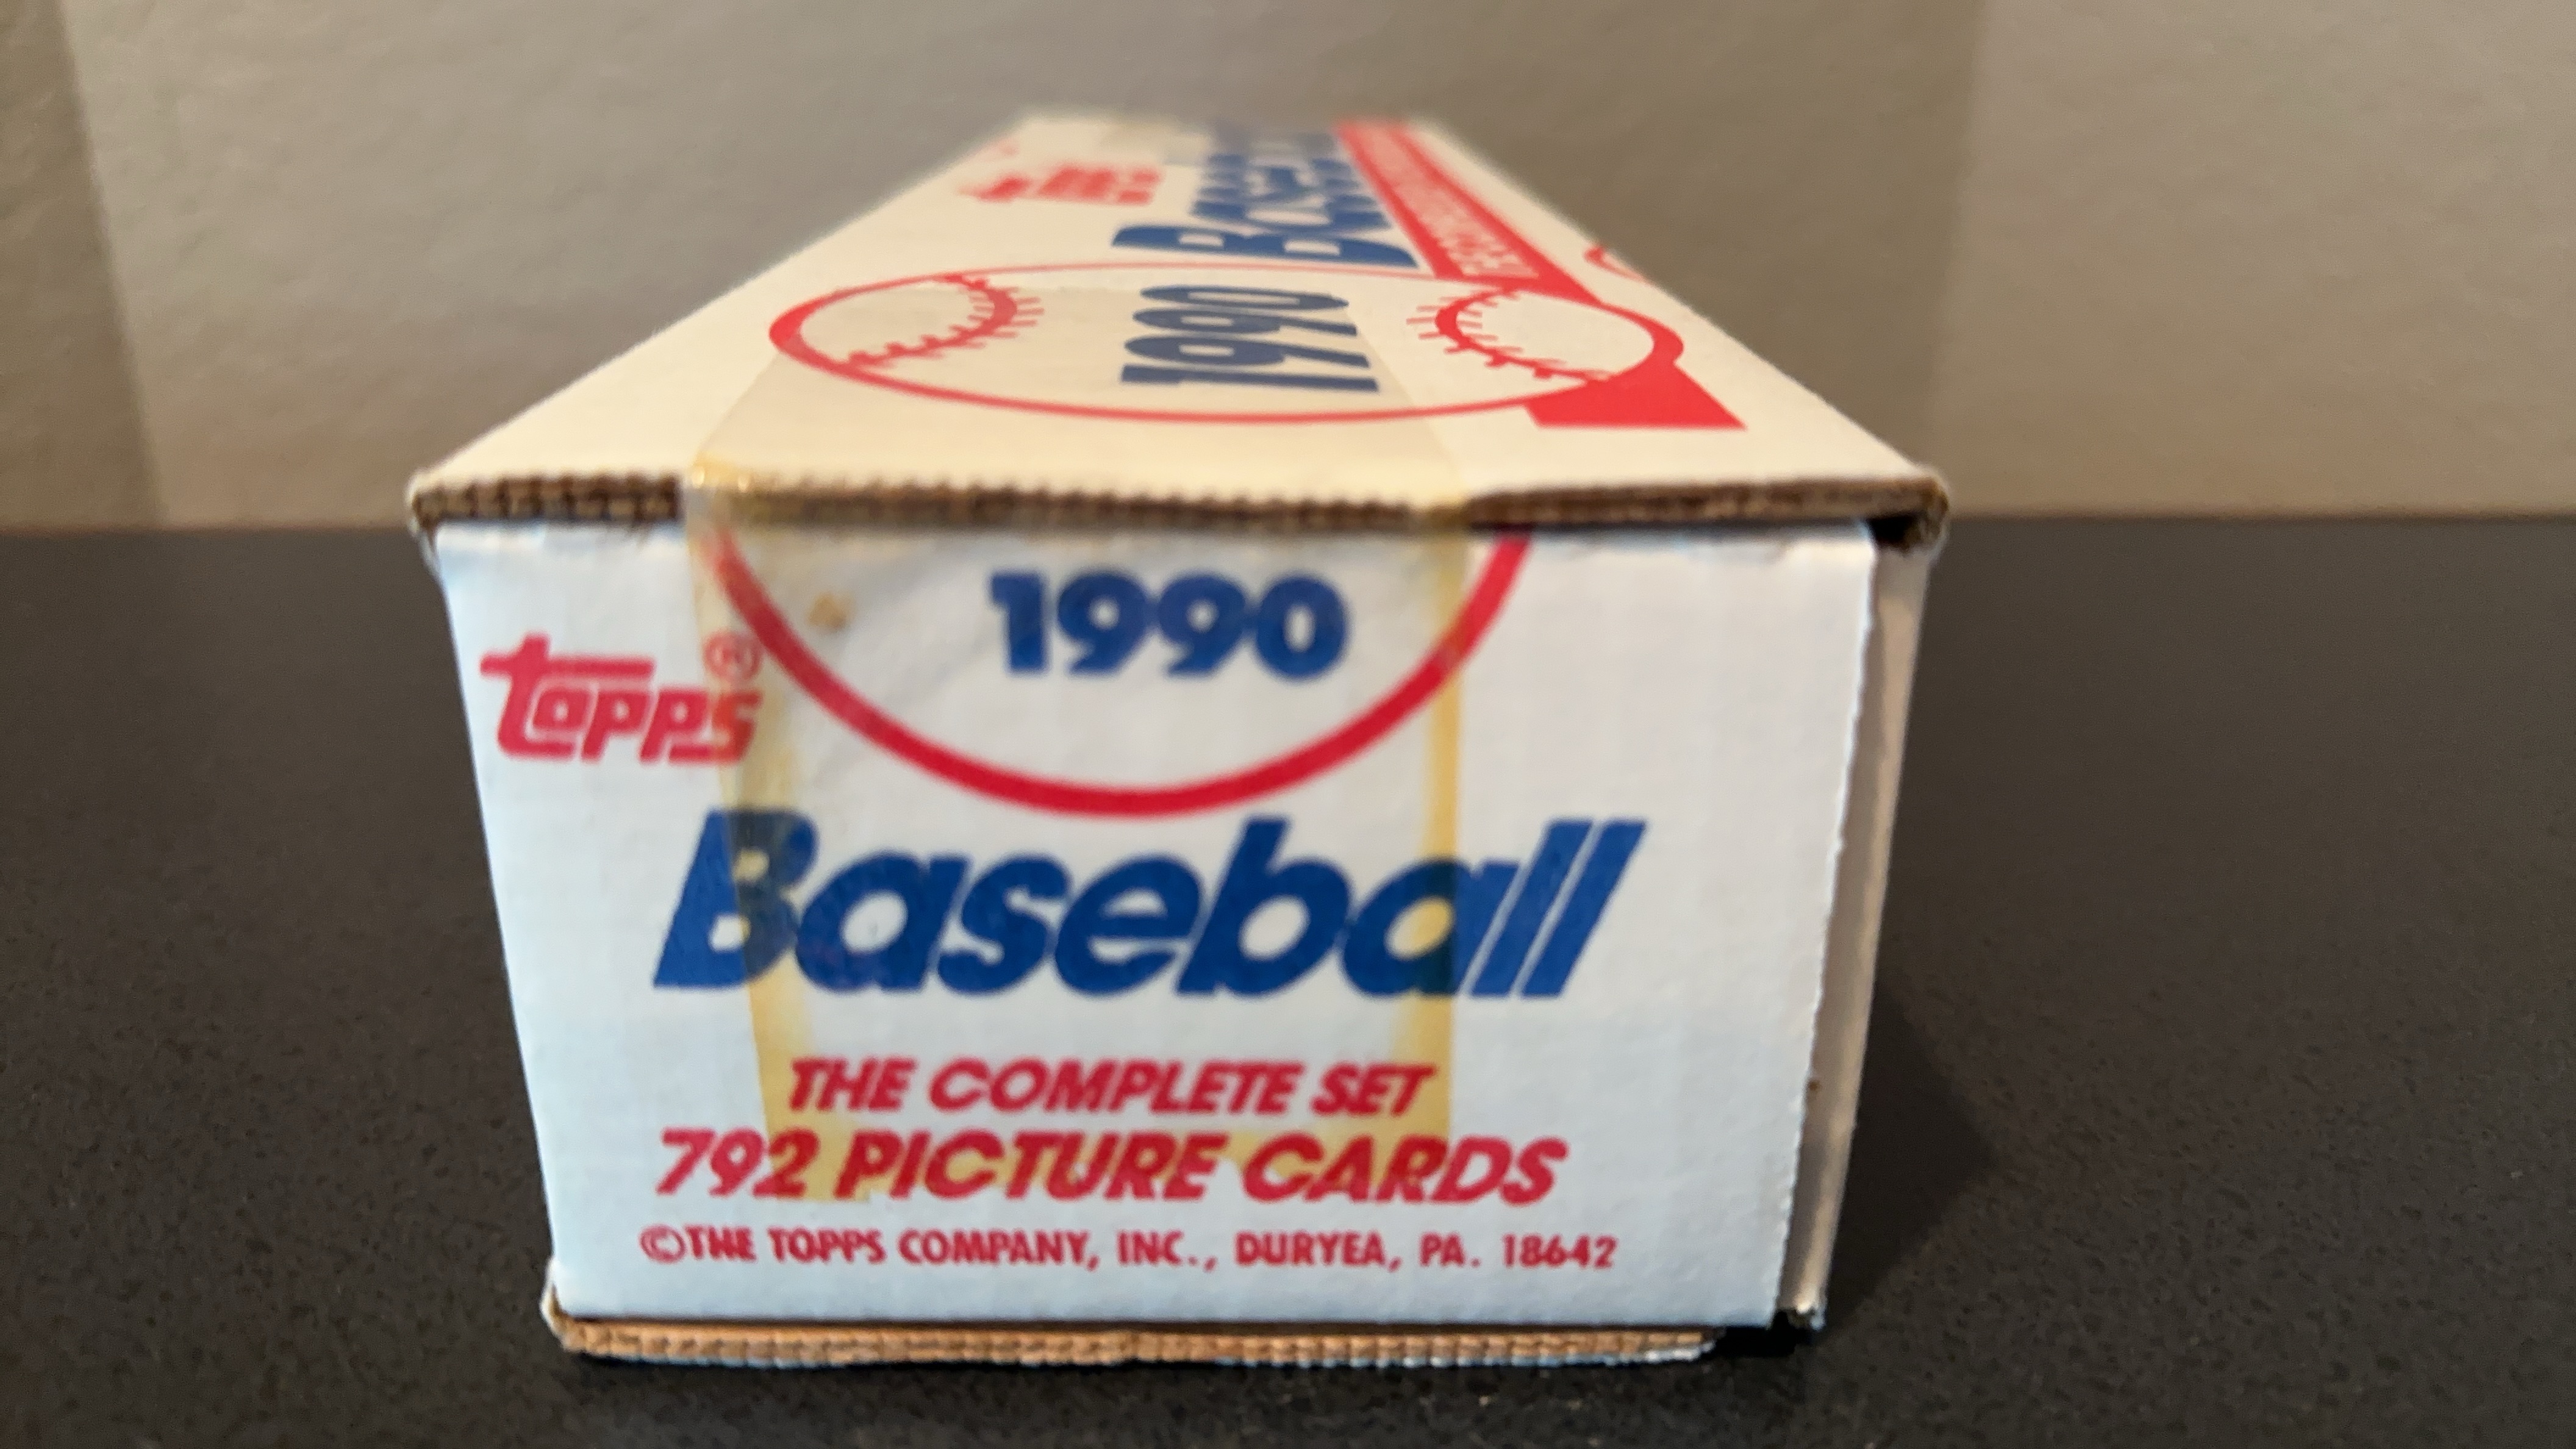 1990
1990
topps®
Baseball
THE COMPLETE SET
792 PICTURE CARDS
©THE TOPPS COMPANY, INC., DURYEA, PA. 18642